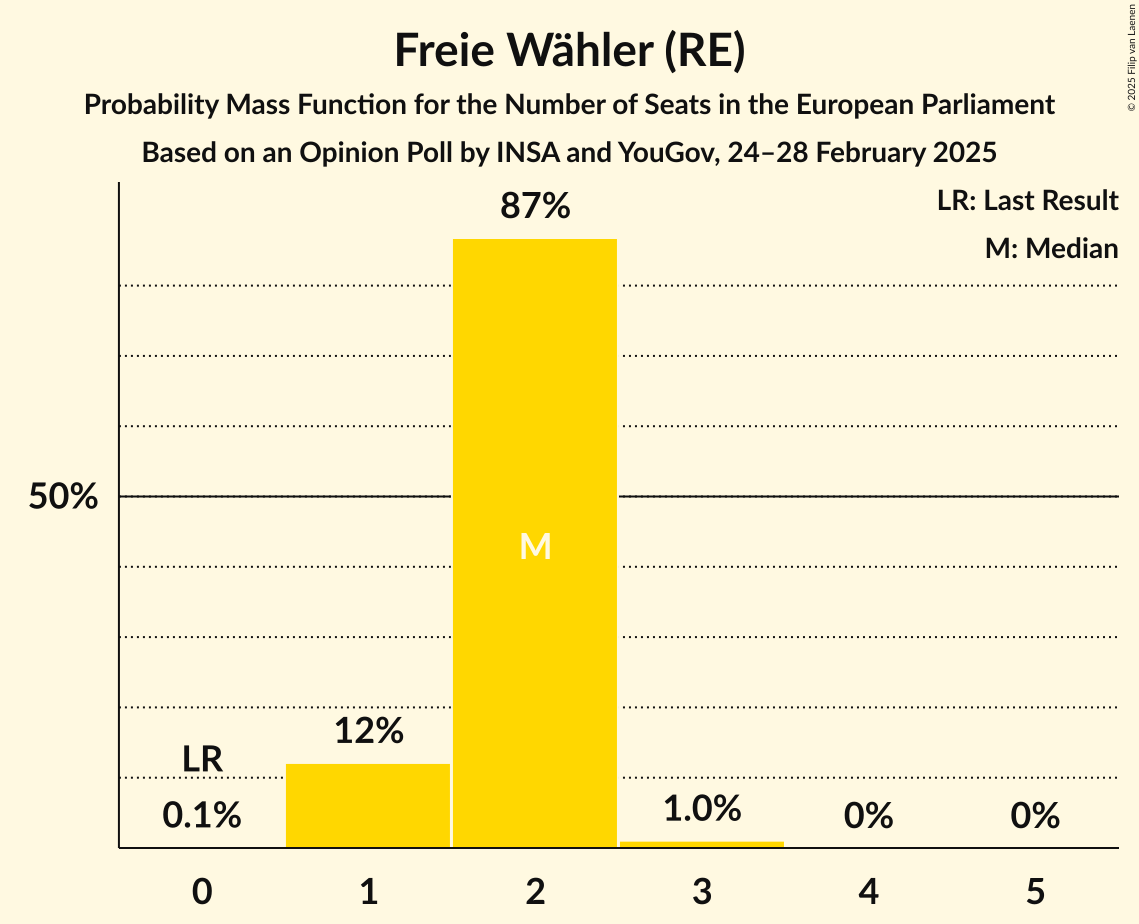 Freie Wähler (RE)
Probability Mass Function for the Number of Seats in the European Parliament
Based on an Opinion Poll by INSA and YouGov, 24–28 February 2025
© 2025 Filip van Laenen
LR: Last Result
M: Median
87%
50%
M
12%
LR
0.1%
1.0%
0%
0%
0
1
2
3
4
5